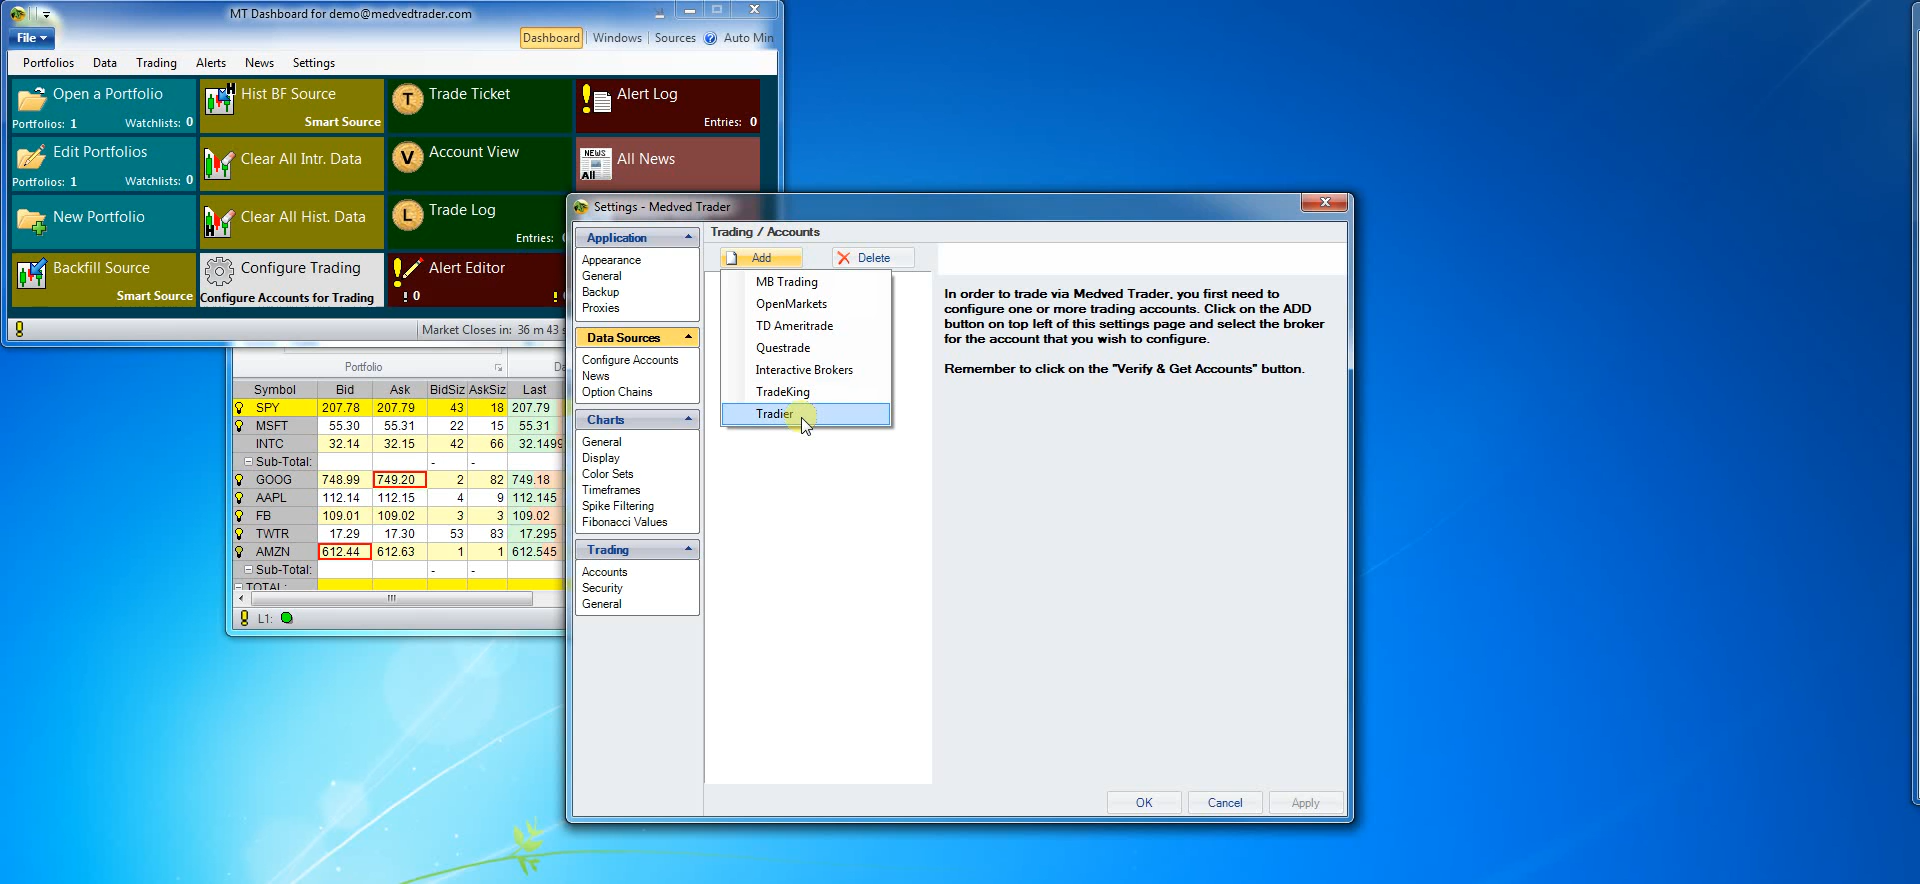 MT Dashboard for demo@medvedtrader.com
File
Dashboard Windows Sources Auto Min
Portfolios Data Trading Alerts News Settings
Open a Portfolio
Portfolios: 1 Watchlists: 0
Hist BF Source
Smart Source
T Trade Ticket
Alert Log
Entries: 0
Edit Portfolios
Portfolios: 1 Watchlists: 0
Clear All Intr. Data
V Account View
NEWS
All
All News
New Portfolio
Clear All Hist. Data
L Trade Log
Entries:
Backfill Source
Smart Source
Configure Trading
Configure Accounts for Trading
Alert Editor
! 0
Market Closes in: 36 m 43
Portfolio
Symbol Bid Ask BidSiz AskSiz Last
SPY 207.78 207.79 43 18 207.79
MSFT 55.30 55.31 22 15 55.31
INTC 32.14 32.15 42 66 32.1499
Sub-Total: - -
GOOG 748.99 749.20 2 82 749.18
AAPL 112.14 112.15 4 9 112.145
FB 109.01 109.02 3 3 109.02
TWTR 17.29 17.30 53 83 17.295
AMZN 612.44 612.63 1 1 612.545
Sub-Total: - -
TOTAL:
L1:
Settings - Medved Trader
Application
Appearance
General
Backup
Proxies
Data Sources
Configure Accounts
News
Option Chains
Charts
General
Display
Color Sets
Timeframes
Spike Filtering
Fibonacci Values
Trading
Accounts
Security
General
Trading / Accounts
Add Delete
MB Trading
OpenMarkets
TD Ameritrade
Questrade
Interactive Brokers
TradeKing
Tradier
In order to trade via Medved Trader, you first need to
configure one or more trading accounts. Click on the ADD
button on top left of this settings page and select the broker
for the account that you wish to configure.
Remember to click on the "Verify & Get Accounts" button.
OK Cancel Apply